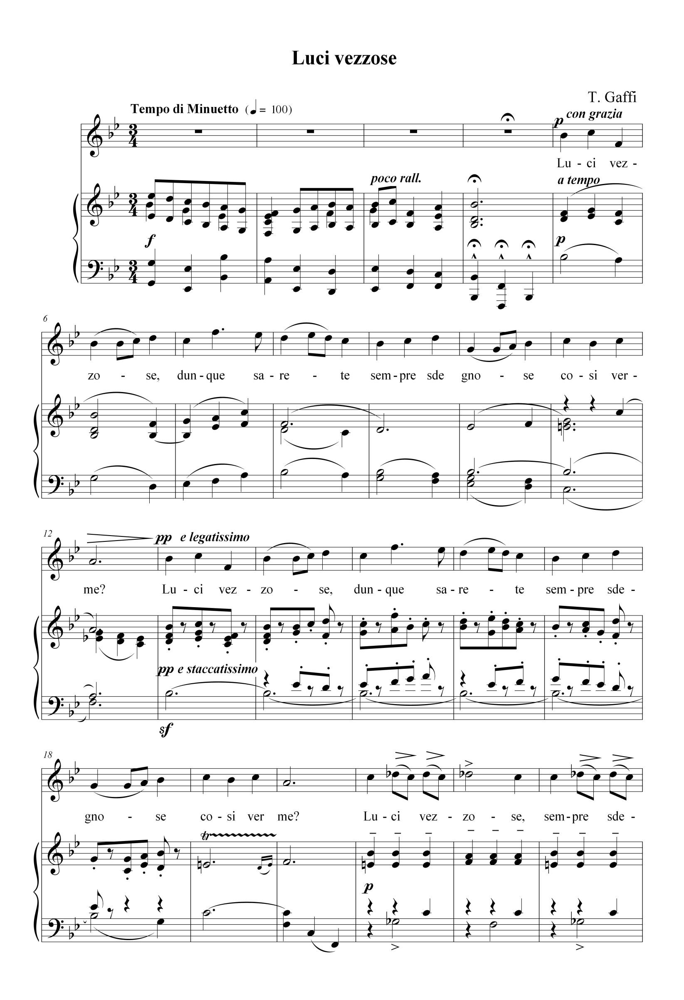 Luci vezzose
T. Gaffi
Tempo di Minuetto (♩ = 100)
p con grazia
Lu - ci vez -
poco rall.
a tempo
f
p
6
zo - se, dun - que sa - re - te sem - pre sde gno - se co - si ver -
12
pp e legatissimo
me? Lu - ci vez - zo - se, dun - que sa - re - te sem - pre sde -
pp e staccatissimo
sf
18
gno - se co - si ver me? Lu - ci vez - zo - se, sem - pre sde -
tr
p